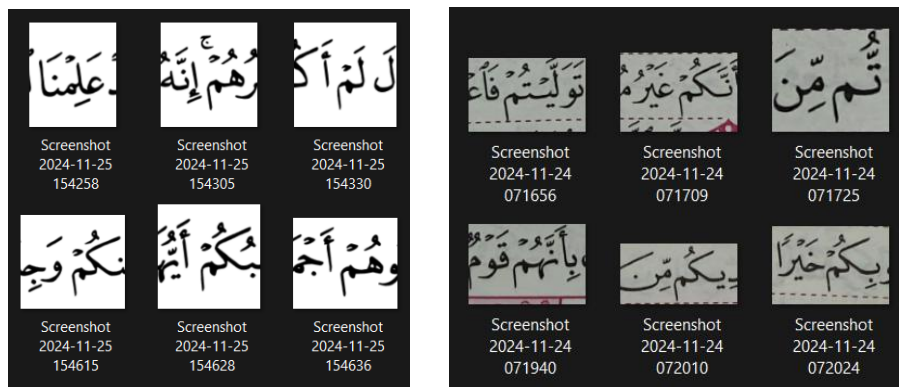 عَلِمْنَا
رُهُمْ ۚ إِنَّهُ
لَ لَمْ أَ
تَوَلَّيْتُمْ فَاعْ
أَنَّكُمْ غَيْرُ مُ
تُم مِّنَ
Screenshot 2024-11-25 154258
Screenshot 2024-11-25 154305
Screenshot 2024-11-25 154330
Screenshot 2024-11-24 071656
Screenshot 2024-11-24 071709
Screenshot 2024-11-24 071725
نكُمْ وَجِ
بُكُمْ أَيُّهَ
وهُمْ أَجْمَ
بِأَنَّهُمْ قَوْمٌ
دِيكُم مِّن
وبِكُمْ خَيْرًا
Screenshot 2024-11-25 154615
Screenshot 2024-11-25 154628
Screenshot 2024-11-25 154636
Screenshot 2024-11-24 071940
Screenshot 2024-11-24 072010
Screenshot 2024-11-24 072024